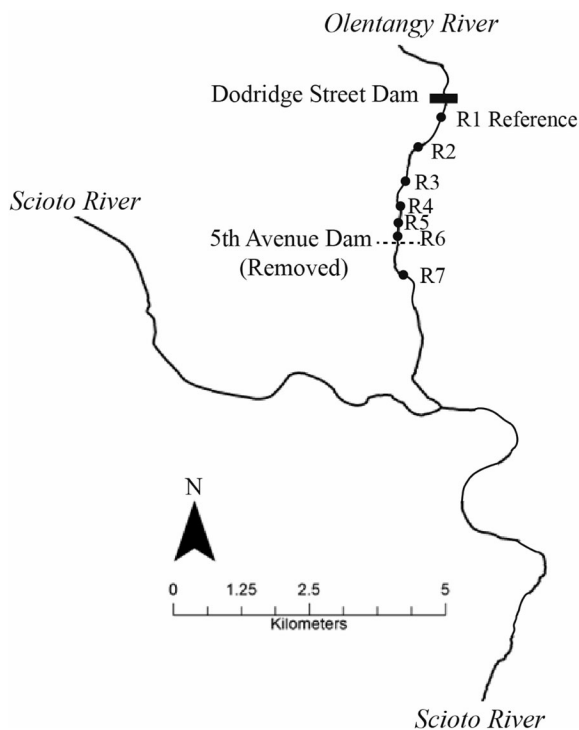 Olentangy River
Dodridge Street Dam
R1 Reference
R2
R3
Scioto River
R4
R5
5th Avenue Dam
R6
(Removed)
R7
N
0 1.25 2.5 5
Kilometers
Scioto River